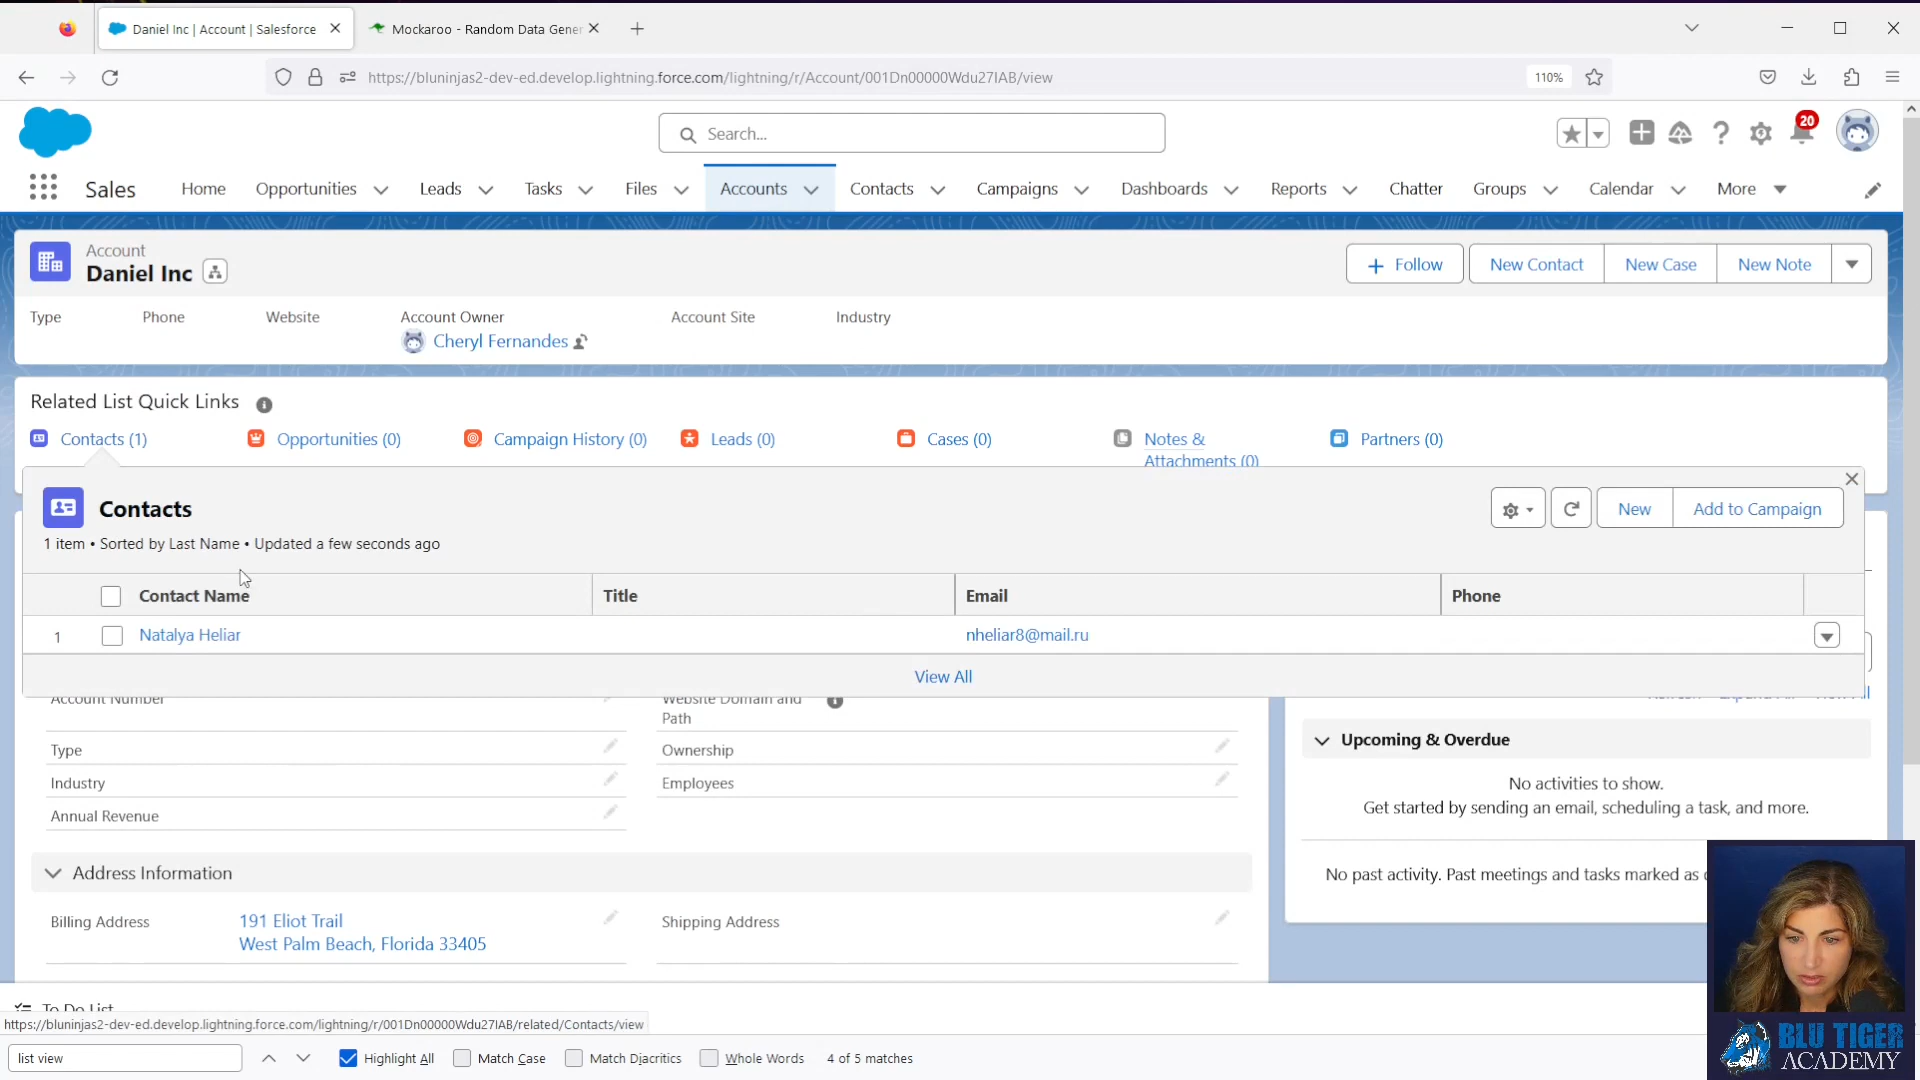 Daniel Inc | Account | Salesforce
Mockaroo - Random Data Gener
https://bluninjas2-dev-ed.develop.lightning.force.com/lightning/r/Account/001Dn00000Wdu27IAB/view
110%
Search...
20
Sales
Home
Opportunities
Leads
Tasks
Files
Accounts
Contacts
Campaigns
Dashboards
Reports
Chatter
Groups
Calendar
More
Account
Daniel Inc
Follow
New Contact
New Case
New Note
Type
Phone
Website
Account Owner
Account Site
Industry
Cheryl Fernandes
Related List Quick Links
Contacts (1)
Opportunities (0)
Campaign History (0)
Leads (0)
Cases (0)
Notes &
Attachments (0)
Partners (0)
Contacts
New
Add to Campaign
1 item • Sorted by Last Name • Updated a few seconds ago
Contact Name
Title
Email
Phone
1
Natalya Heliar
nheliar8@mail.ru
View All
Account Number
Website Domain and
Path
Type
Ownership
Industry
Employees
Annual Revenue
Upcoming & Overdue
No activities to show.
Get started by sending an email, scheduling a task, and more.
No past activity. Past meetings and tasks marked as
Address Information
Billing Address
191 Eliot Trail
West Palm Beach, Florida 33405
Shipping Address
To Do List
https://bluninjas2-dev-ed.develop.lightning.force.com/lightning/r/001Dn00000Wdu27IAB/related/Contacts/view
list view
Highlight All
Match Case
Match Diacritics
Whole Words
4 of 5 matches
BLU TIGER
ACADEMY